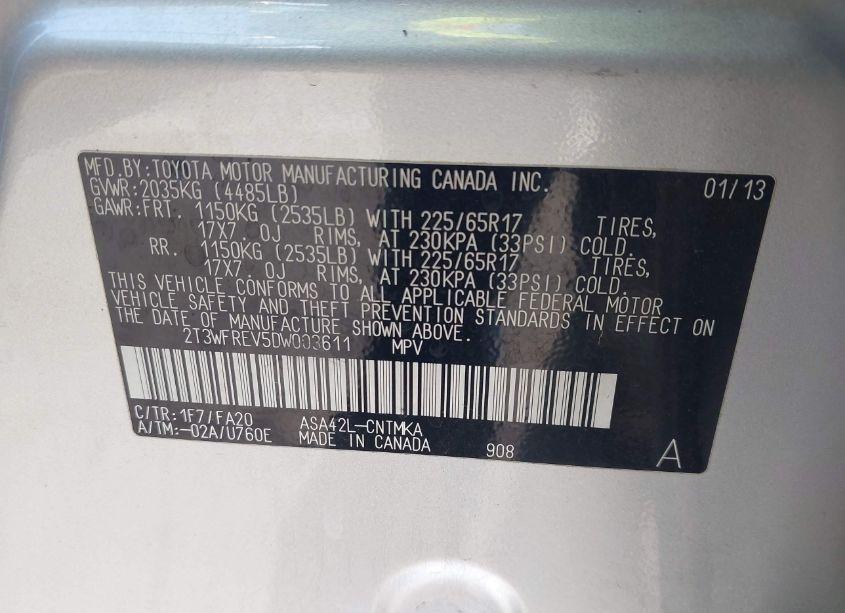 MFD.BY:TOYOTA MOTOR MANUFACTURING CANADA INC. 01/13
GVWR:2035KG (4485LB)
GAWR:FRT. 1150KG (2535LB) WITH 225/65R17 TIRES,
17X7.0J RIMS, AT 230KPA (33PSI) COLD.
RR. 1150KG (2535LB) WITH 225/65R17 TIRES,
17X7.0J RIMS, AT 230KPA (33PSI) COLD.
THIS VEHICLE CONFORMS TO ALL APPLICABLE FEDERAL MOTOR
VEHICLE SAFETY AND THEFT PREVENTION STANDARDS IN EFFECT ON
THE DATE OF MANUFACTURE SHOWN ABOVE.
2T3WFREV5DW003611 MPV
C/TR:1F7/FA20 ASA42L-CNTMKA
A/TM:-02A/U760E MADE IN CANADA 908 A